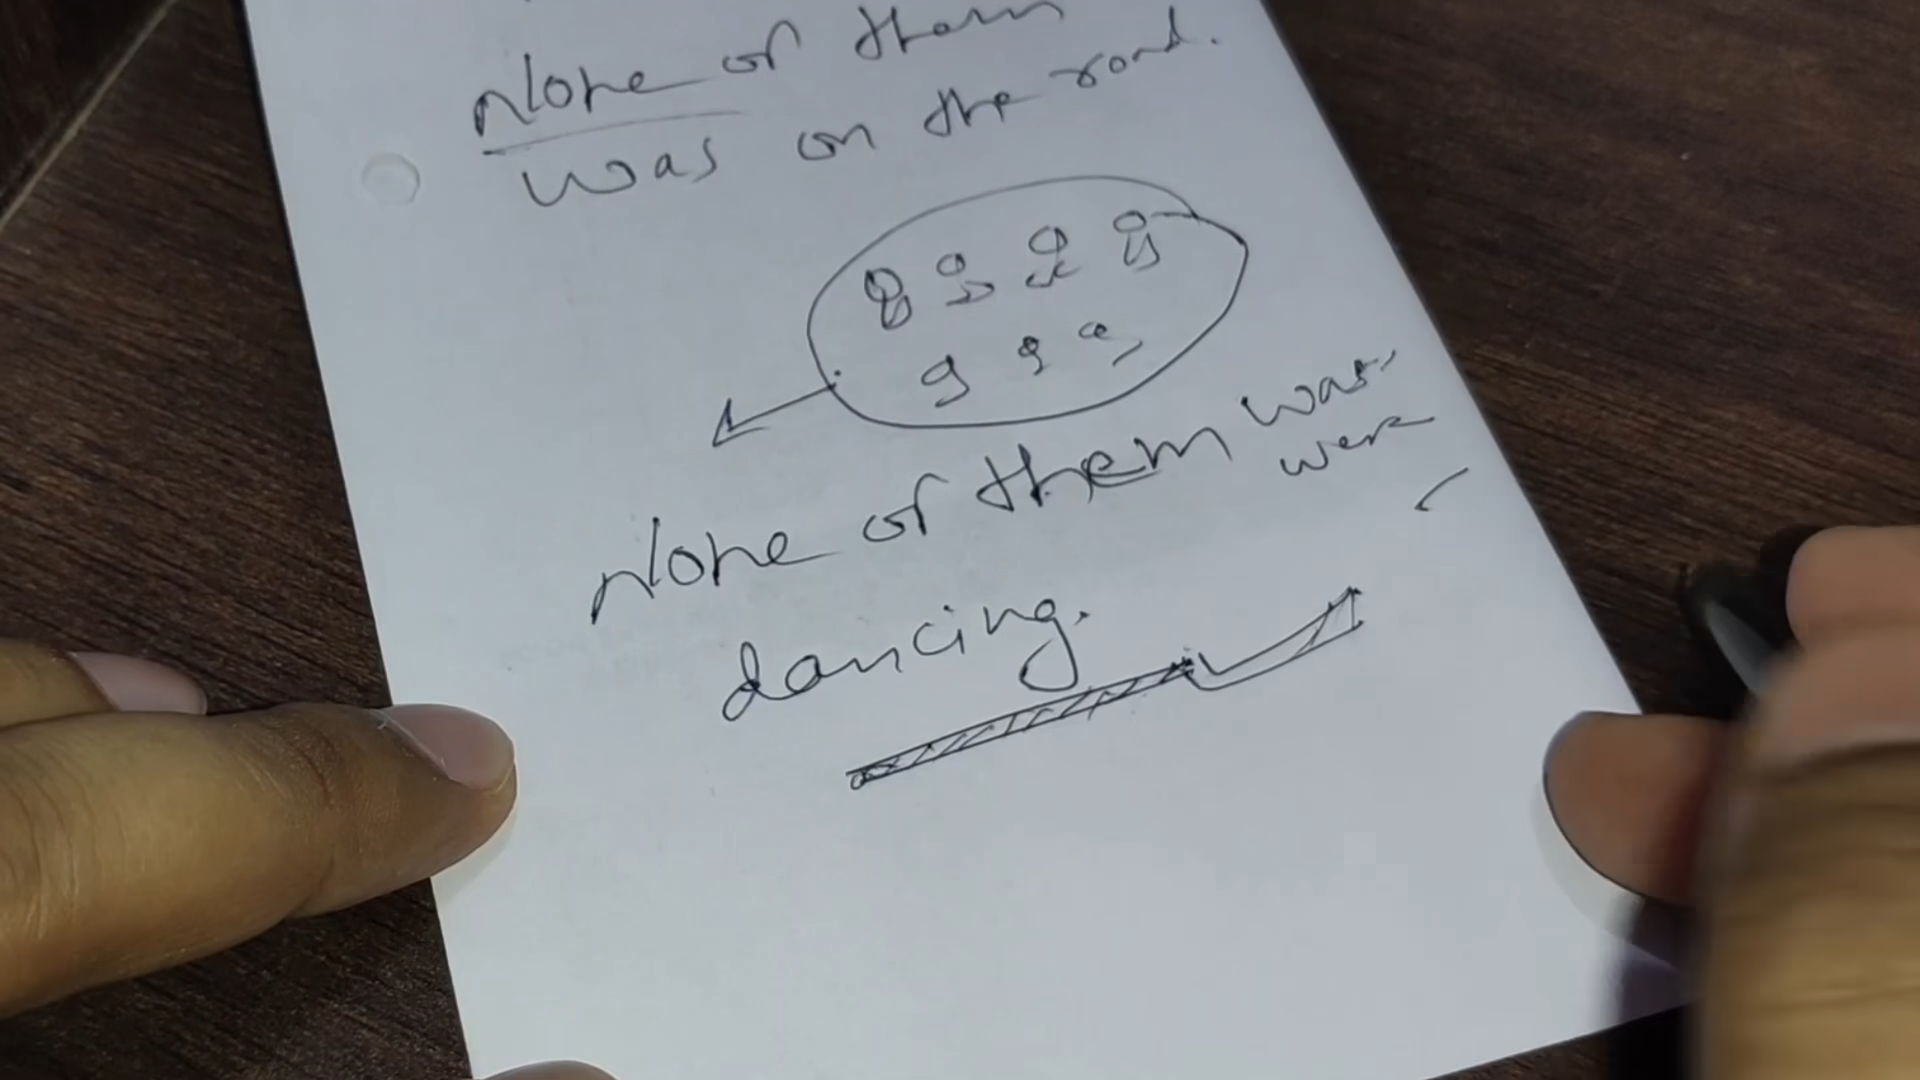 None of them
was on the road.
None of them was
were
dancing.